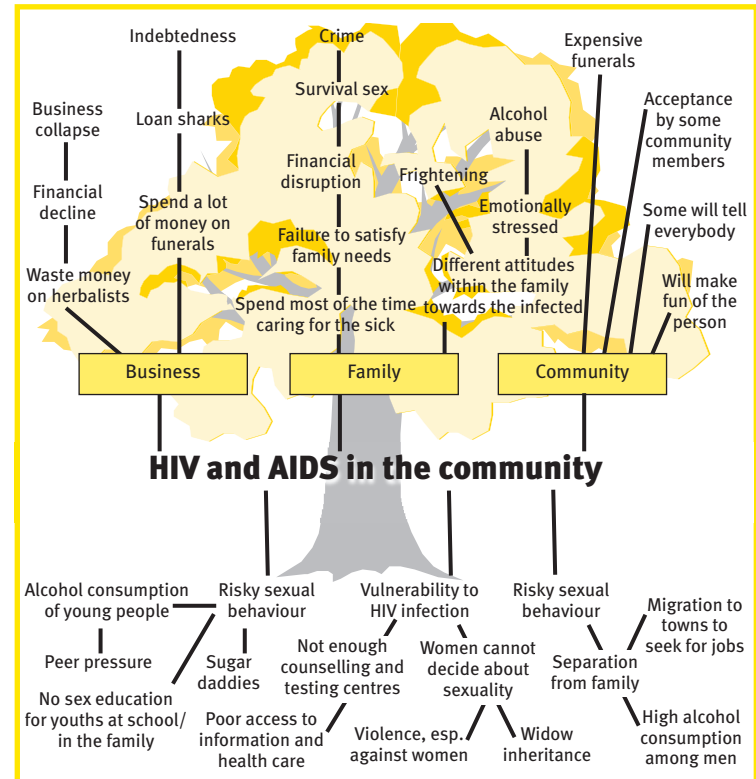 Indebtedness
Crime
Expensive
funerals
Survival sex
Business
collapse
Loan sharks
Alcohol
abuse
Acceptance
by some
community
members
Financial
disruption
Frightening
Financial
decline
Spend a lot
of money on
funerals
Emotionally
stressed
Some will tell
everybody
Failure to satisfy
family needs
Waste money
on herbalists
Different attitudes
within the family
towards the infected
Will make
fun of the
person
Spend most of the time
caring for the sick
Business
Family
Community
HIV and AIDS in the community
Alcohol consumption
of young people
Risky sexual
behaviour
Vulnerability to
HIV infection
Risky sexual
behaviour
Migration to
towns to
seek for jobs
Peer pressure
Sugar
daddies
Not enough
counselling and
testing centres
Women cannot
decide about
sexuality
Separation
from family
No sex education
for youths at school/
in the family
Poor access to
information and
health care
Violence, esp.
against women
Widow
inheritance
High alcohol
consumption
among men